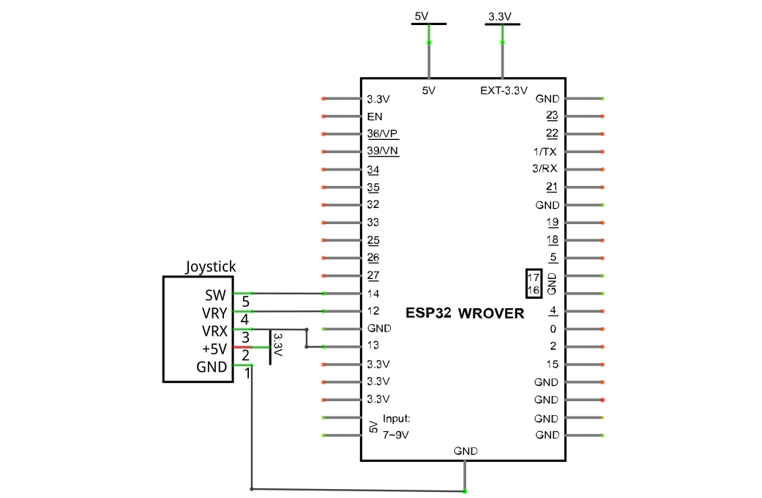 5V
3.3V
5V
EXT-3.3V
3.3V
EN
36/VP
39/VN
34
35
32
33
25
26
27
14
12
GND
13
3.3V
3.3V
3.3V
5V
Input:
7~9V
GND
23
22
1/TX
3/RX
21
GND
19
18
5
17
16
GND
4
0
2
15
GND
GND
GND
GND
ESP32 WROVER
GND
Joystick
SW
VRY
VRX
+5V
GND
5
4
3
2
1
3.3V